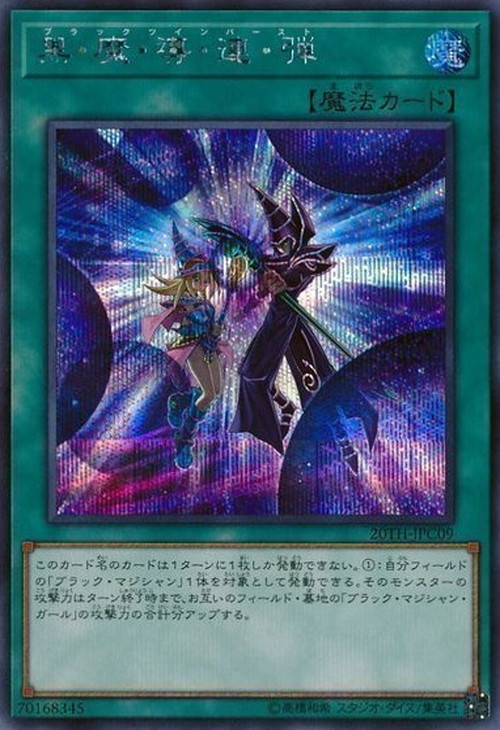 ブラックツインバースト
黒・魔・導・連・弾
魔
【魔法カード】
20TH-JPC09
このカード名のカードは1ターンに1枚しか発動できない。①:自分フィールド
の「ブラック・マジシャン」1体を対象として発動できる。そのモンスターの
攻撃力はターン終了時まで、お互いのフィールド・墓地の「ブラック・マジシャン・
ガール」の攻撃力の合計分アップする。
70168345
©高橋和希 スタジオ・ダイス/集英社